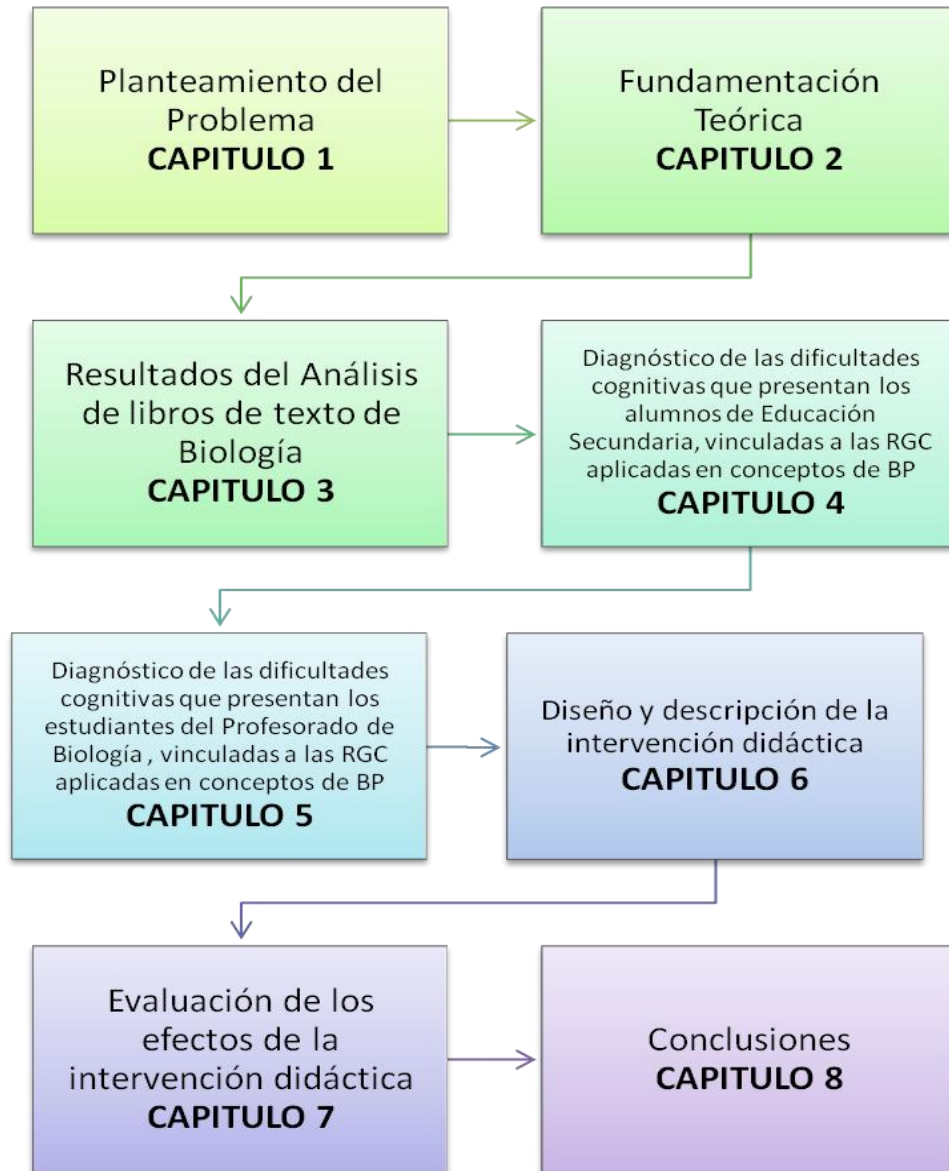 Planteamiento del
Problema
CAPITULO 1
Fundamentación
Teórica
CAPITULO 2
Resultados del Análisis
de libros de texto de
Biología
CAPITULO 3
Diagnóstico de las dificultades
cognitivas que presentan los
alumnos de Educación
Secundaria, vinculadas a las RGC
aplicadas en conceptos de BP
CAPITULO 4
Diagnóstico de las dificultades
cognitivas que presentan los
estudiantes del Profesorado de
Biología , vinculadas a las RGC
aplicadas en conceptos de BP
CAPITULO 5
Diseño y descripción de la
intervención didáctica
CAPITULO 6
Evaluación de los
efectos de la
intervención didáctica
CAPITULO 7
Conclusiones
CAPITULO 8